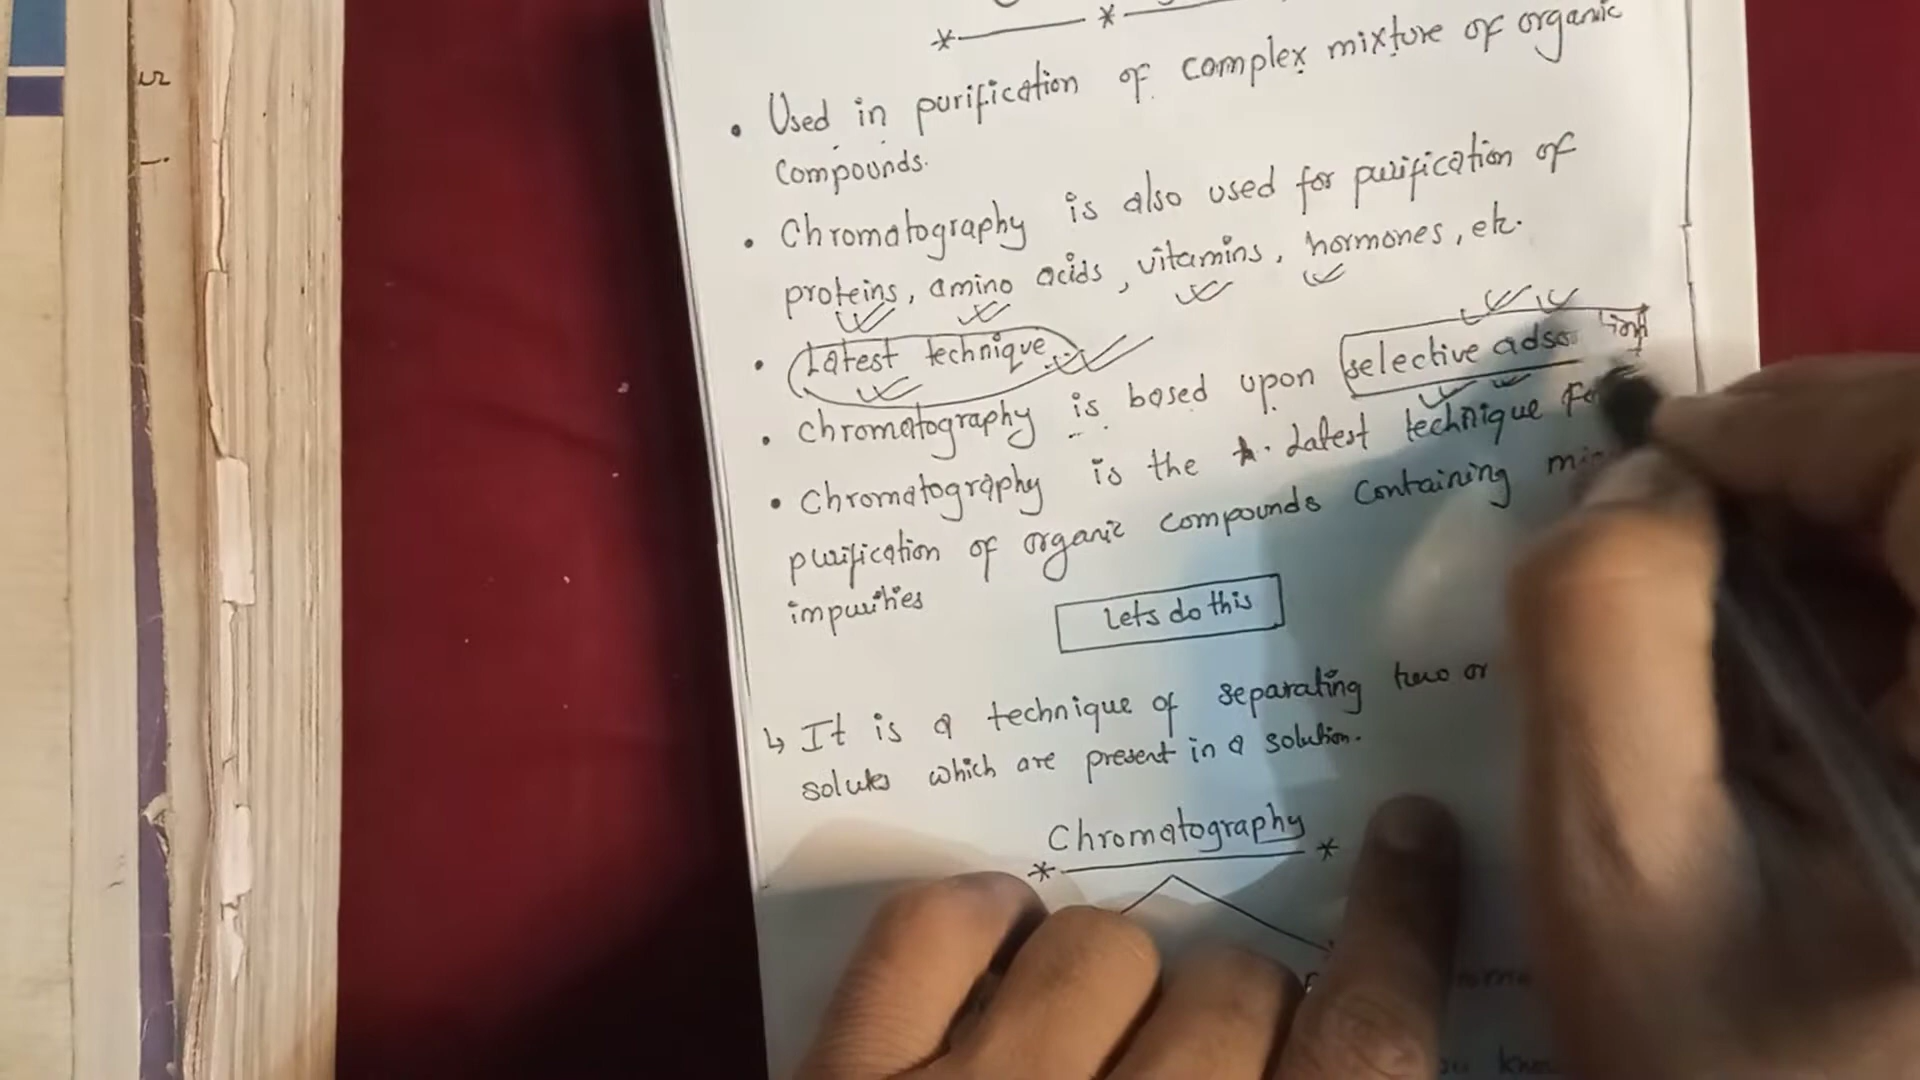 Used in purification of complex mixture of organic
compounds.
Chromatography is also used for purification of
proteins, amino acids, vitamins, hormones, etc.
Latest technique.
chromatography is based upon selective
chromatography is the Latest technique
purification of organic compounds containing
impurities
Lets do this
↳ It is a technique of separating two or
solutes which are present in a solution.
Chromatography